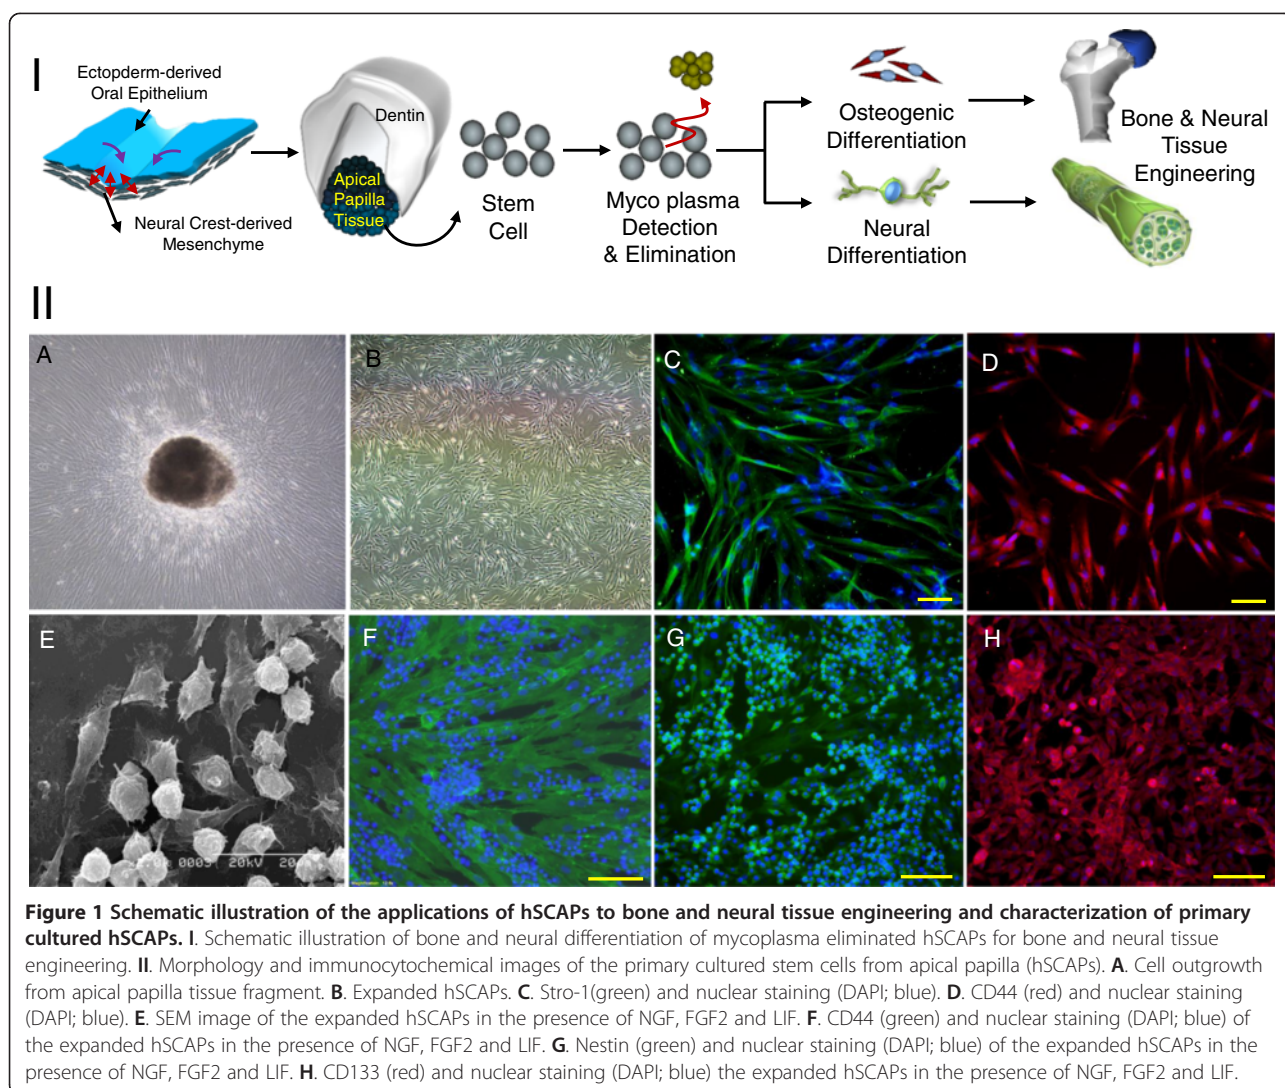 I
Ectopderm-derived
Oral Epithelium
Neural Crest-derived
Mesenchyme
Dentin
Apical
Papilla
Tissue
Stem
Cell
Myco plasma
Detection
& Elimination
Osteogenic
Differentiation
Neural
Differentiation
Bone & Neural
Tissue
Engineering
II
A
B
C
D
E
0003 20kV
F
G
H
Figure 1 Schematic illustration of the applications of hSCAPs to bone and neural tissue engineering and characterization of primary
cultured hSCAPs. I. Schematic illustration of bone and neural differentiation of mycoplasma eliminated hSCAPs for bone and neural tissue
engineering. II. Morphology and immunocytochemical images of the primary cultured stem cells from apical papilla (hSCAPs). A. Cell outgrowth
from apical papilla tissue fragment. B. Expanded hSCAPs. C. Stro-1(green) and nuclear staining (DAPI; blue). D. CD44 (red) and nuclear staining
(DAPI; blue). E. SEM image of the expanded hSCAPs in the presence of NGF, FGF2 and LIF. F. CD44 (green) and nuclear staining (DAPI; blue) of
the expanded hSCAPs in the presence of NGF, FGF2 and LIF. G. Nestin (green) and nuclear staining (DAPI; blue) of the expanded hSCAPs in the
presence of NGF, FGF2 and LIF. H. CD133 (red) and nuclear staining (DAPI; blue) the expanded hSCAPs in the presence of NGF, FGF2 and LIF.